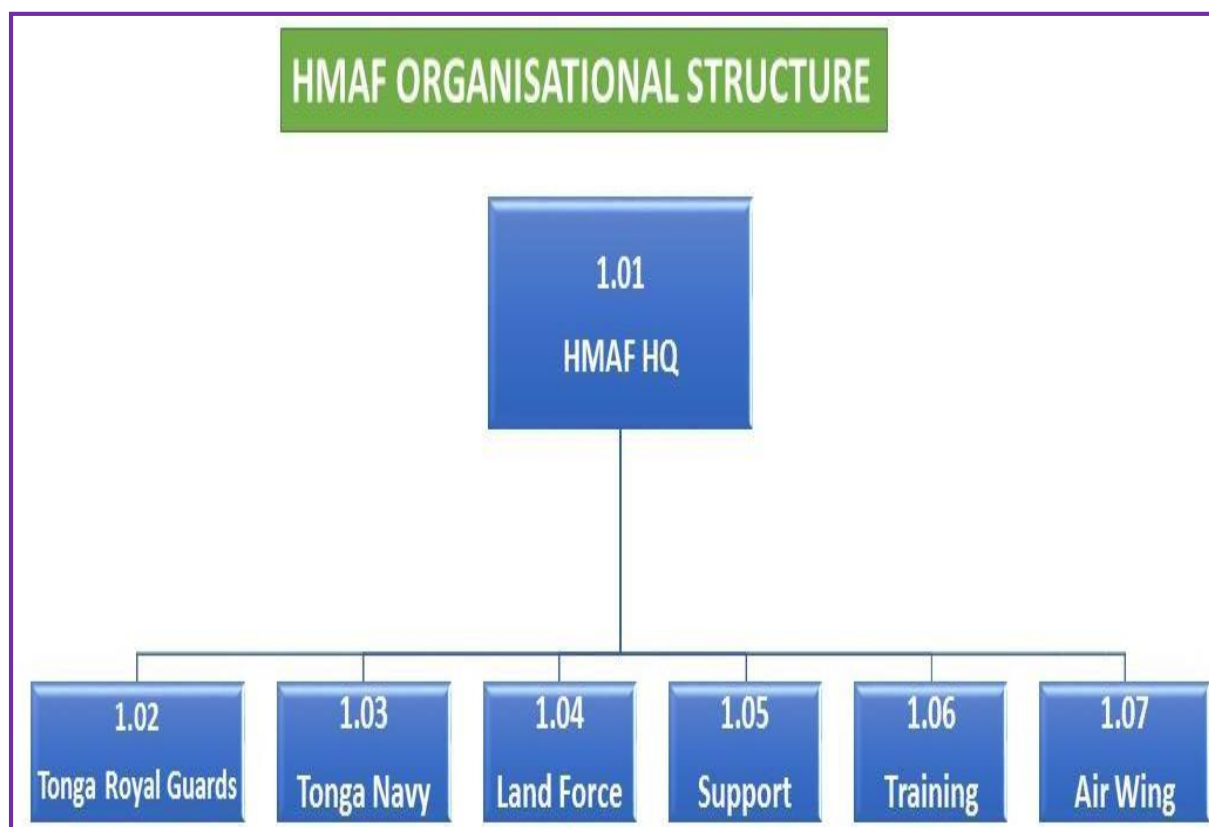 HMAF ORGANISATIONAL STRUCTURE
1.01
HMAF HQ
1.02
Tonga Royal Guards
1.03
Tonga Navy
1.04
Land Force
1.05
Support
1.06
Training
1.07
Air Wing